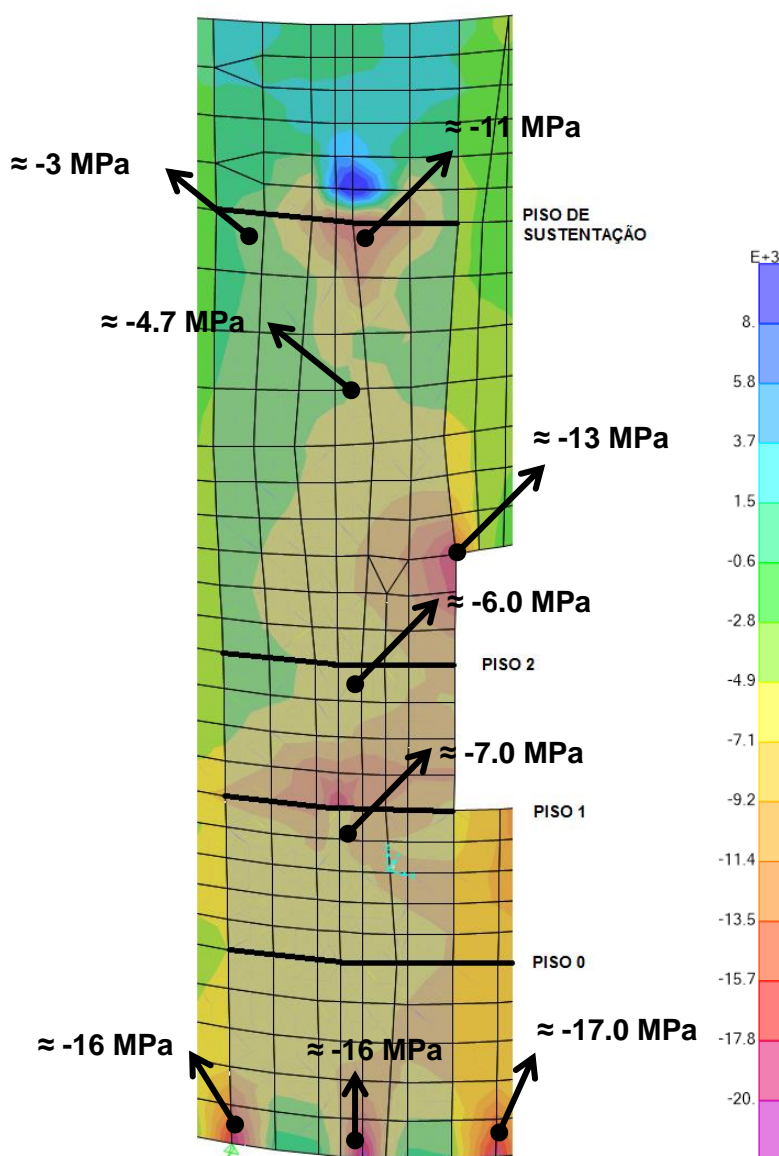 ≈ -11 MPa
≈ -3 MPa
PISO DE
SUSTENTAÇÃO
E+3
8.
≈ -4.7 MPa
5.8
3.7
≈ -13 MPa
1.5
-0.6
≈ -6.0 MPa
-2.8
PISO 2
-4.9
-7.1
≈ -7.0 MPa
-9.2
PISO 1
-11.4
-13.5
PISO 0
-15.7
≈ -17.0 MPa
≈ -16 MPa
≈ -16 MPa
-17.8
-20.